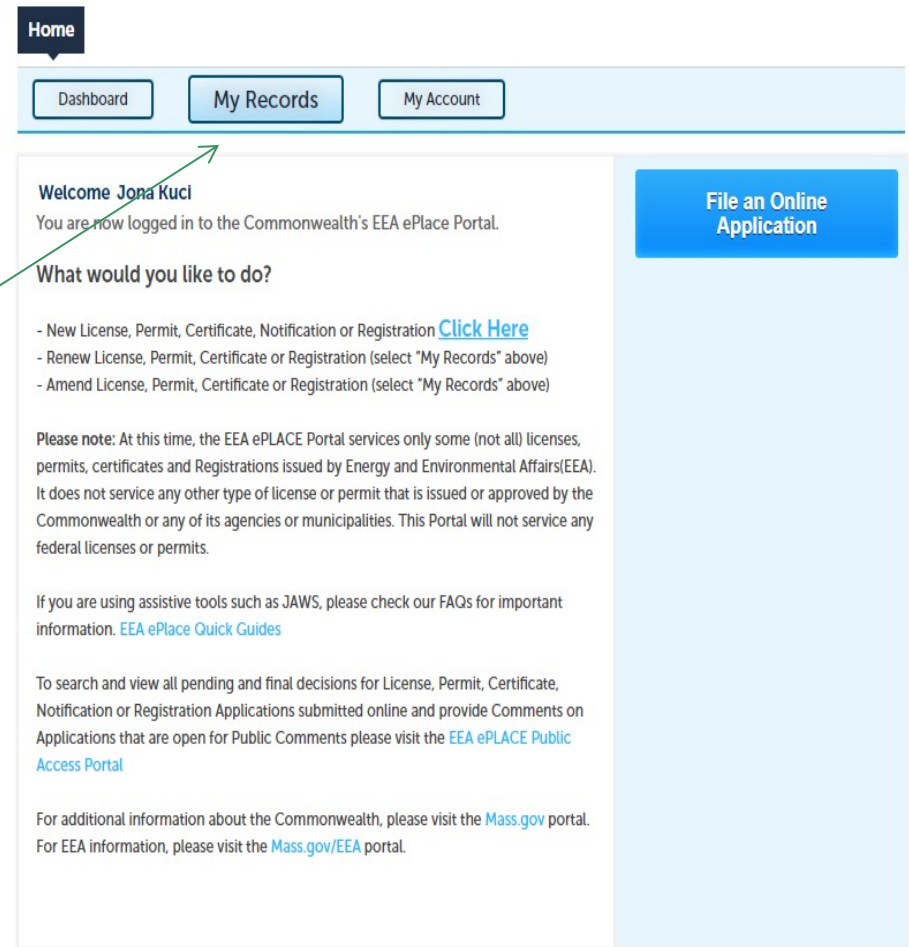 Home
Dashboard My Records My Account
Welcome Jona Kuci
You are now logged in to the Commonwealth's EEA ePlace Portal.
File an Online
Application
What would you like to do?
- New License, Permit, Certificate, Notification or Registration Click Here
- Renew License, Permit, Certificate or Registration (select "My Records" above)
- Amend License, Permit, Certificate or Registration (select "My Records" above)
Please note: At this time, the EEA ePLACE Portal services only some (not all) licenses,
permits, certificates and Registrations issued by Energy and Environmental Affairs(EEA).
It does not service any other type of license or permit that is issued or approved by the
Commonwealth or any of its agencies or municipalities. This Portal will not service any
federal licenses or permits.
If you are using assistive tools such as JAWS, please check our FAQs for important
information. EEA ePlace Quick Guides
To search and view all pending and final decisions for License, Permit, Certificate,
Notification or Registration Applications submitted online and provide Comments on
Applications that are open for Public Comments please visit the EEA ePLACE Public
Access Portal
For additional information about the Commonwealth, please visit the Mass.gov portal.
For EEA information, please visit the Mass.gov/EEA portal.